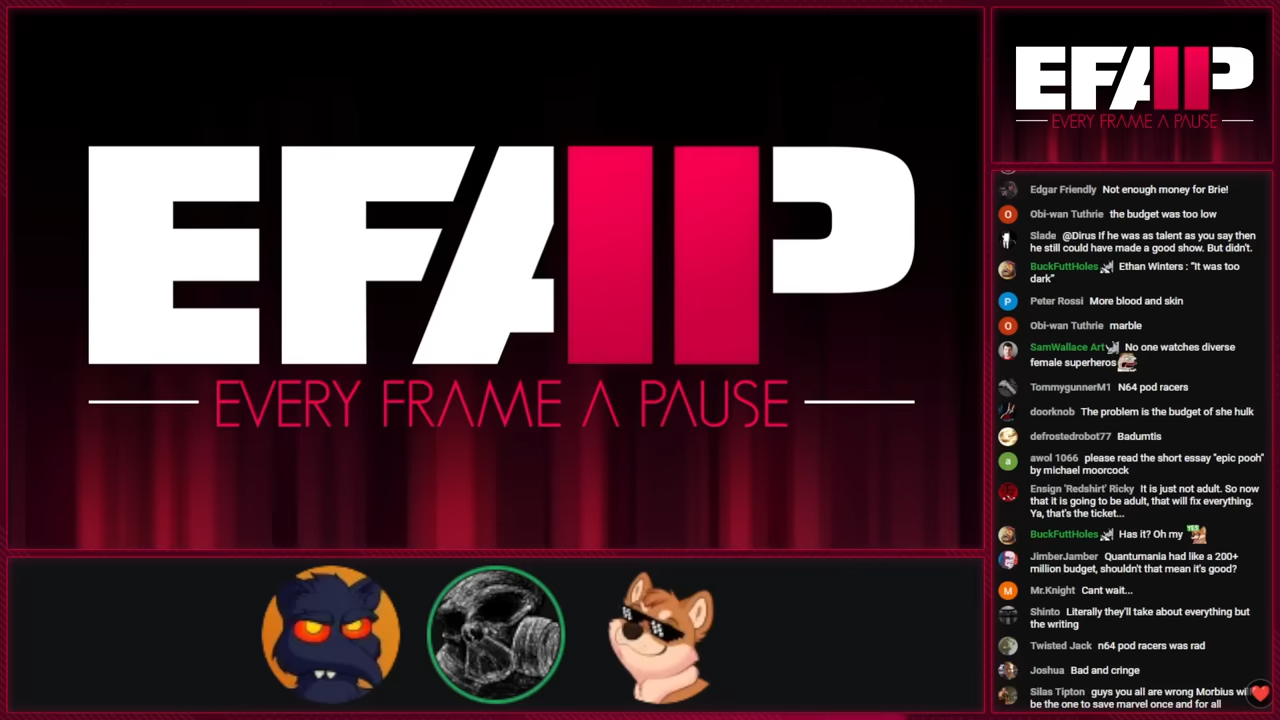 EFAP
EVERY FRAME A PAUSE
EFAP
EVERY FRAME A PAUSE
Edgar Friendly Not enough money for Brie!
O Obi-wan Tuthrie the budget was too low
Slade @Dirus If he was as talent as you say then
he still could have made a good show. But didn't.
BuckFuttHoles Ethan Winters : "It was too
dark"
P Peter Rossi More blood and skin
O Obi-wan Tuthrie marble
SamWallace Art No one watches diverse
female superheros
TommygunnerM1 N64 pod racers
doorknob The problem is the budget of she hulk
defrostedrobot77 Badumtis
a awol 1066 please read the short essay "epic pooh"
by michael moorcock
Ensign 'Redshirt' Ricky It is just not adult. So now
that it is going to be adult, that will fix everything.
Ya, that's the ticket...
BuckFuttHoles Has it? Oh my YES
JimberJamber Quantumania had like a 200+
million budget, shouldn't that mean it's good?
M Mr.Knight Cant wait...
Shinto Literally they'll take about everything but
the writing
Twisted Jack n64 pod racers was rad
Joshua Bad and cringe
Silas Tipton guys you all are wrong Morbius
be the one to save marvel once and for all